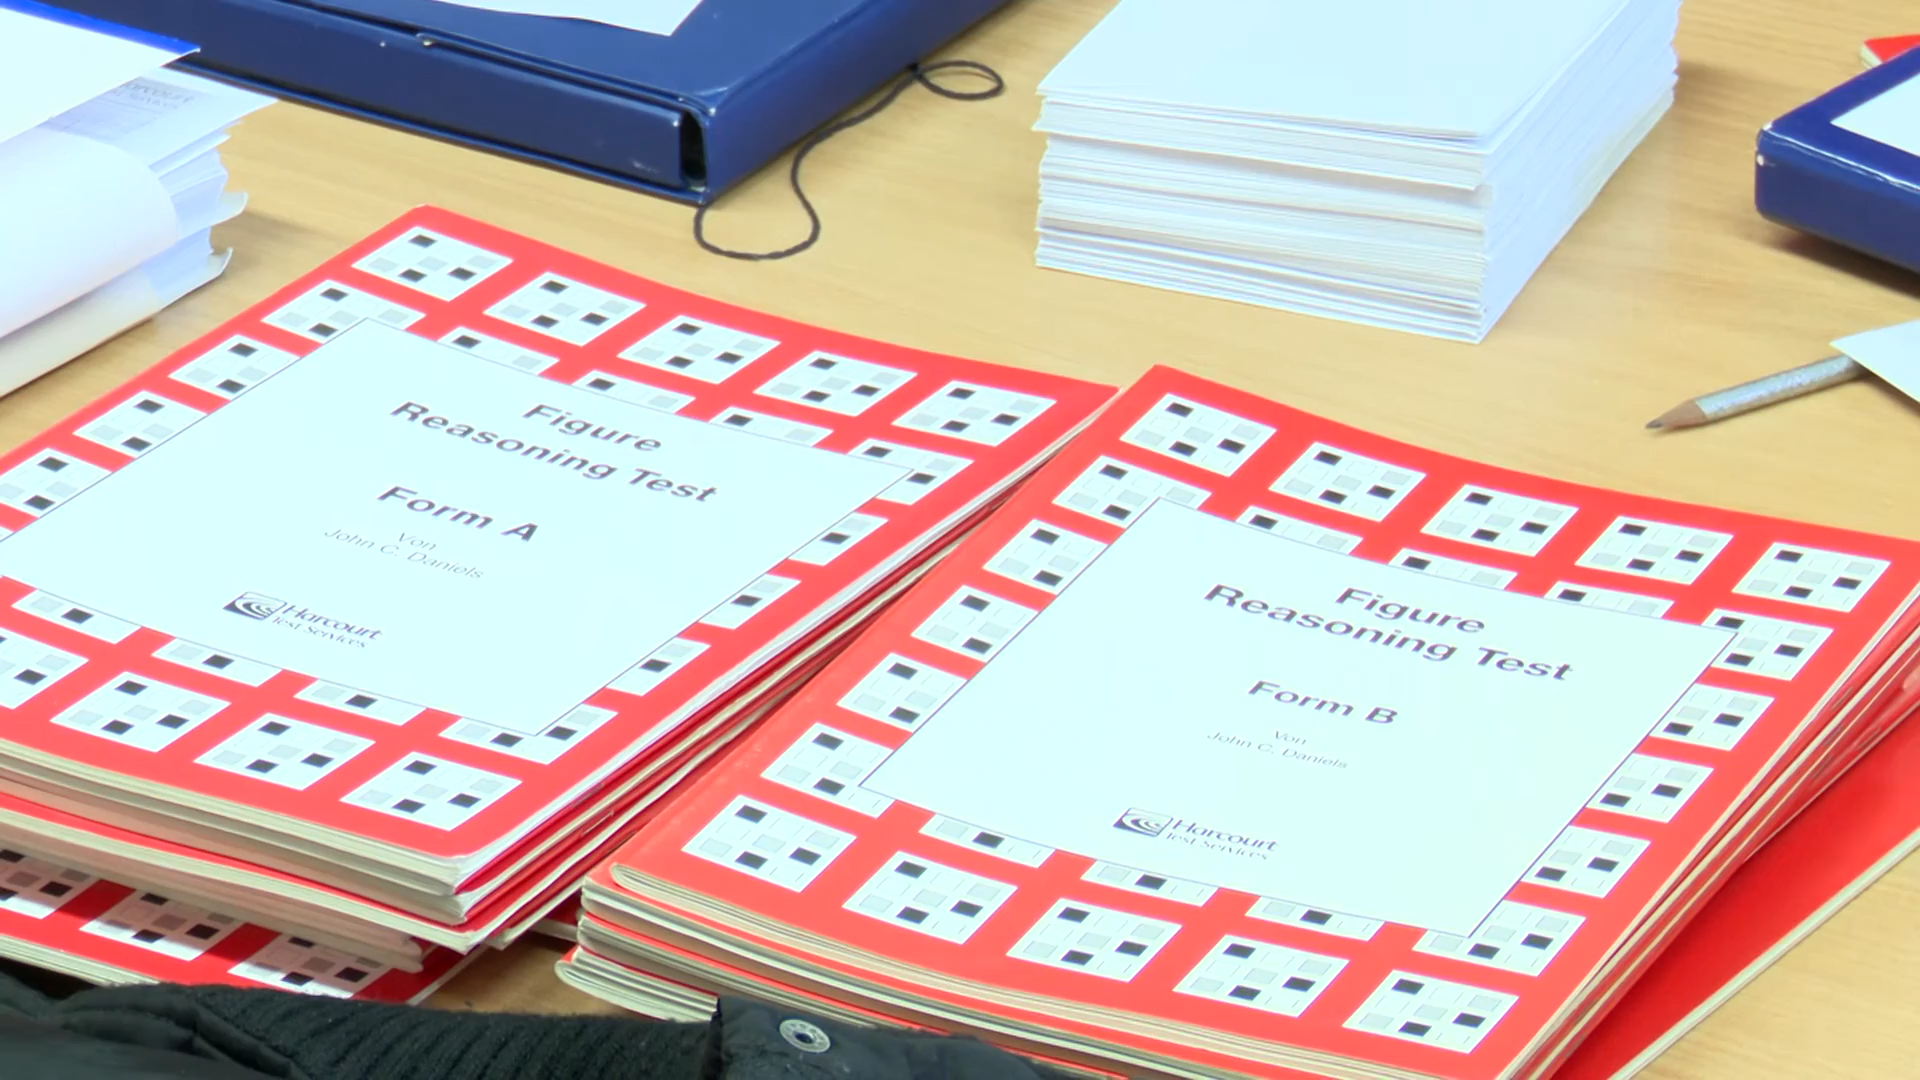 Figure
Reasoning Test
Form A
Von
John C. Daniels
Harcourt
Test Services
Figure
Reasoning Test
Form B
Von
John C. Daniels
Harcourt
Test Services